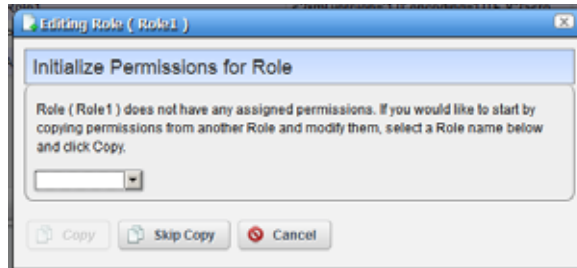 Editing Role ( Role1 )
Initialize Permissions for Role
Role ( Role1 ) does not have any assigned permissions. If you would like to start by
copying permissions from another Role and modify them, select a Role name below
and click Copy.
Copy Skip Copy Cancel